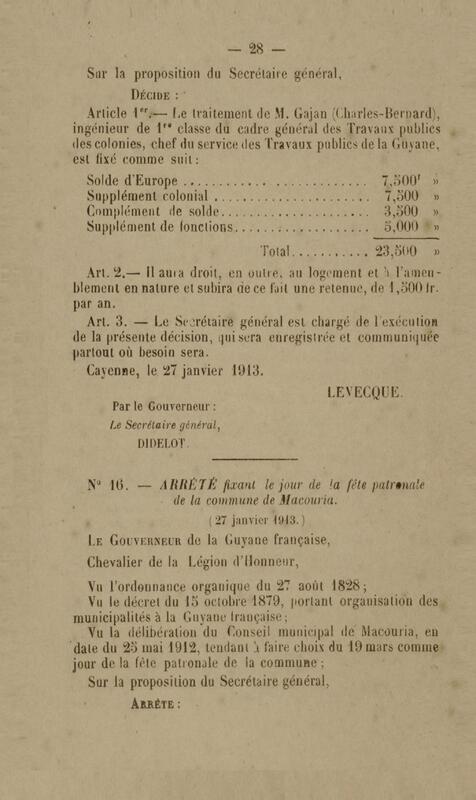 — 28 —
Sur la proposition du Secrétaire général,
DÉCIDE :
Article 1er.— Le traitement de M. Gajan (Charles-Bernard),
ingénieur de 1re classe du cadre général des Travaux publics
des colonies, chef du service des Travaux publics de la Guyane,
est fixé comme suit :
Solde d'Europe .......................... 7,500f »
Supplément colonial ..................... 7,500 »
Complément de solde..................... 3,500 »
Supplément de fonctions................... 5,000 »
Total........... 23,500 »
Art. 2.— Il aura droit, en outre, au logement et à l'ameu-
blement en nature et subira de ce fait une retenue, de 1,500 fr.
par an.
Art. 3. — Le Secrétaire général est chargé de l'exécution
de la présente décision, qui sera enregistrée et communiquée
partout où besoin sera.
Cayenne, le 27 janvier 1913.
LEVECQUE.
Par le Gouverneur :
Le Secrétaire général,
DIDELOT.
No 16. — ARRÊTÉ fixant le jour de la fête patronale
de la commune de Macouria.
(27 janvier 1913.)
LE GOUVERNEUR de la Guyane française,
Chevalier de la Légion d'Honneur,
Vu l'ordonnance organique du 27 août 1828 ;
Vu le décret du 15 octobre 1879, portant organisation des
municipalités à la Guyane française ;
Vu la délibération du Conseil municipal de Macouria, en
date du 25 mai 1912, tendant à faire choix du 19 mars comme
jour de la fête patronale de la commune ;
Sur la proposition du Secrétaire général,
ARRÊTE :